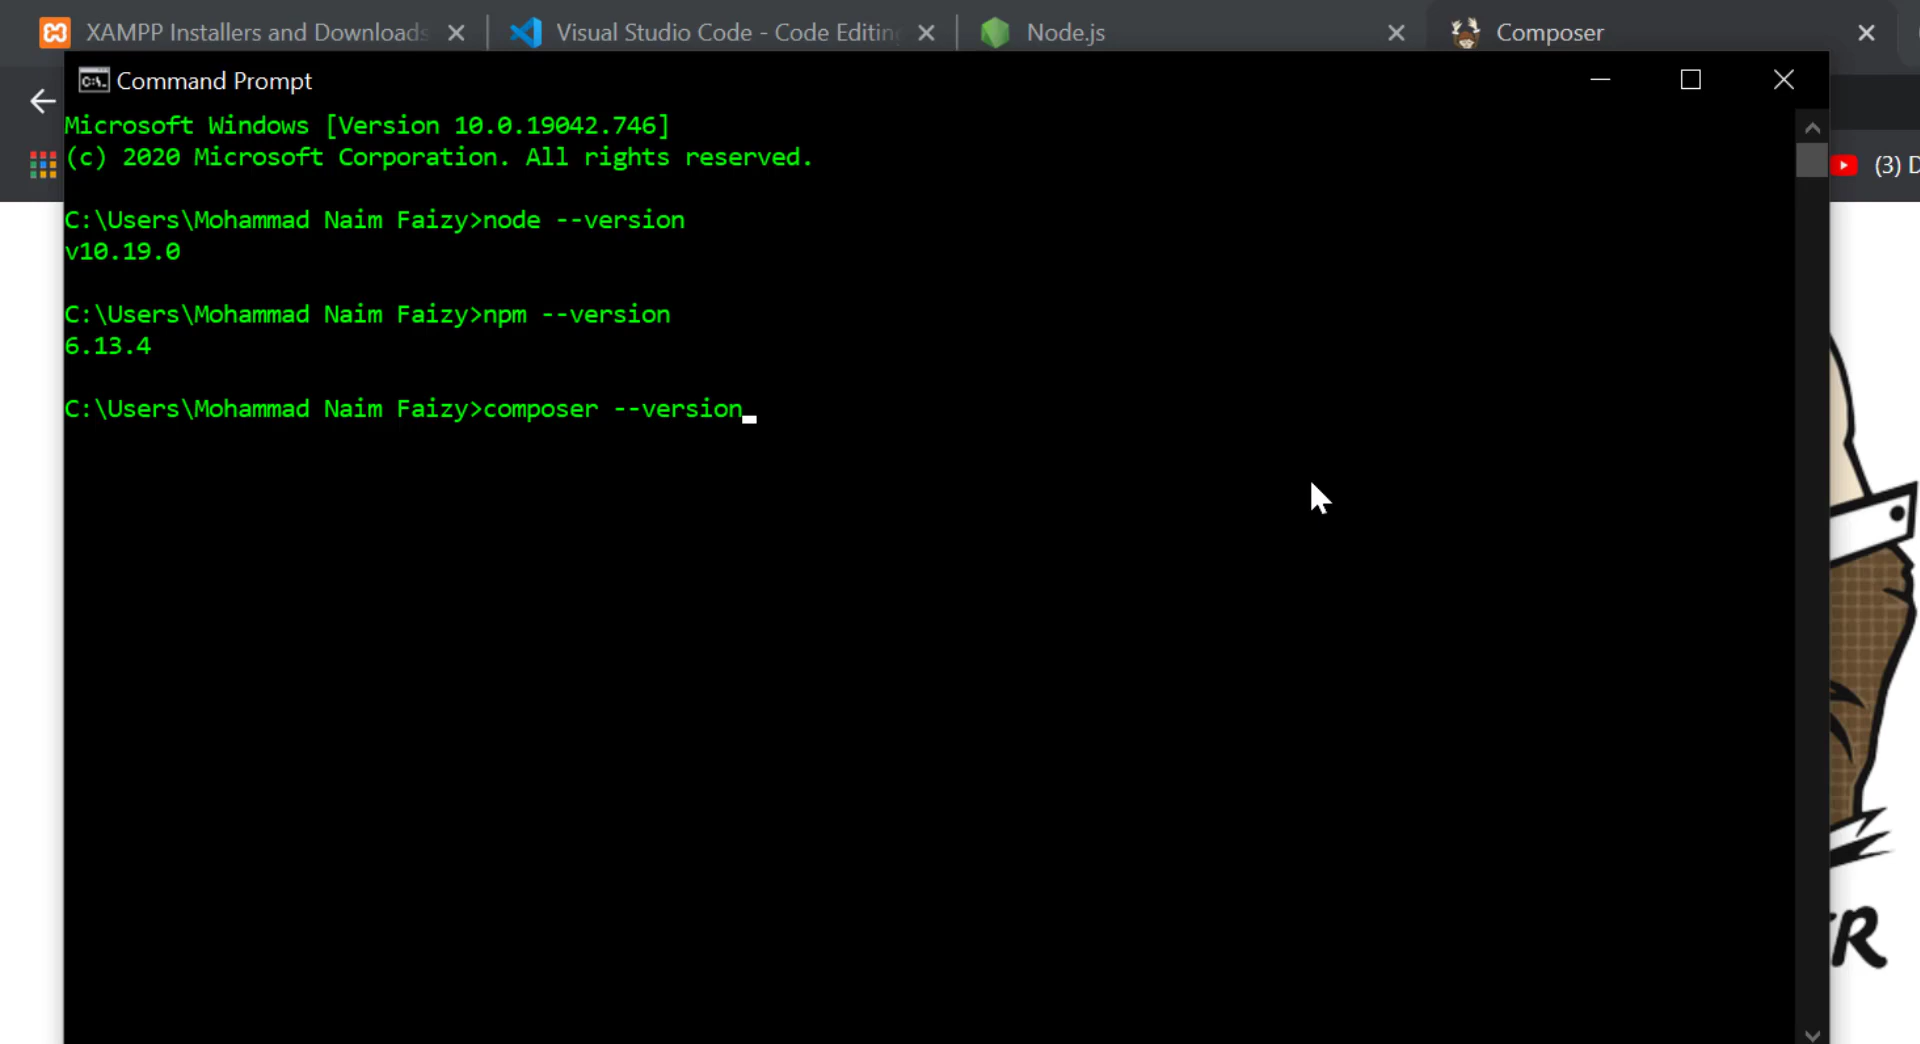 XAMPP Installers and Downloads
Visual Studio Code - Code Editing
Node.js
Composer
Command Prompt
Microsoft Windows [Version 10.0.19042.746]
(c) 2020 Microsoft Corporation. All rights reserved.
(3) D
C:\Users\Mohammad Naim Faizy>node --version
v10.19.0
C:\Users\Mohammad Naim Faizy>npm --version
6.13.4
C:\Users\Mohammad Naim Faizy>composer --version
R